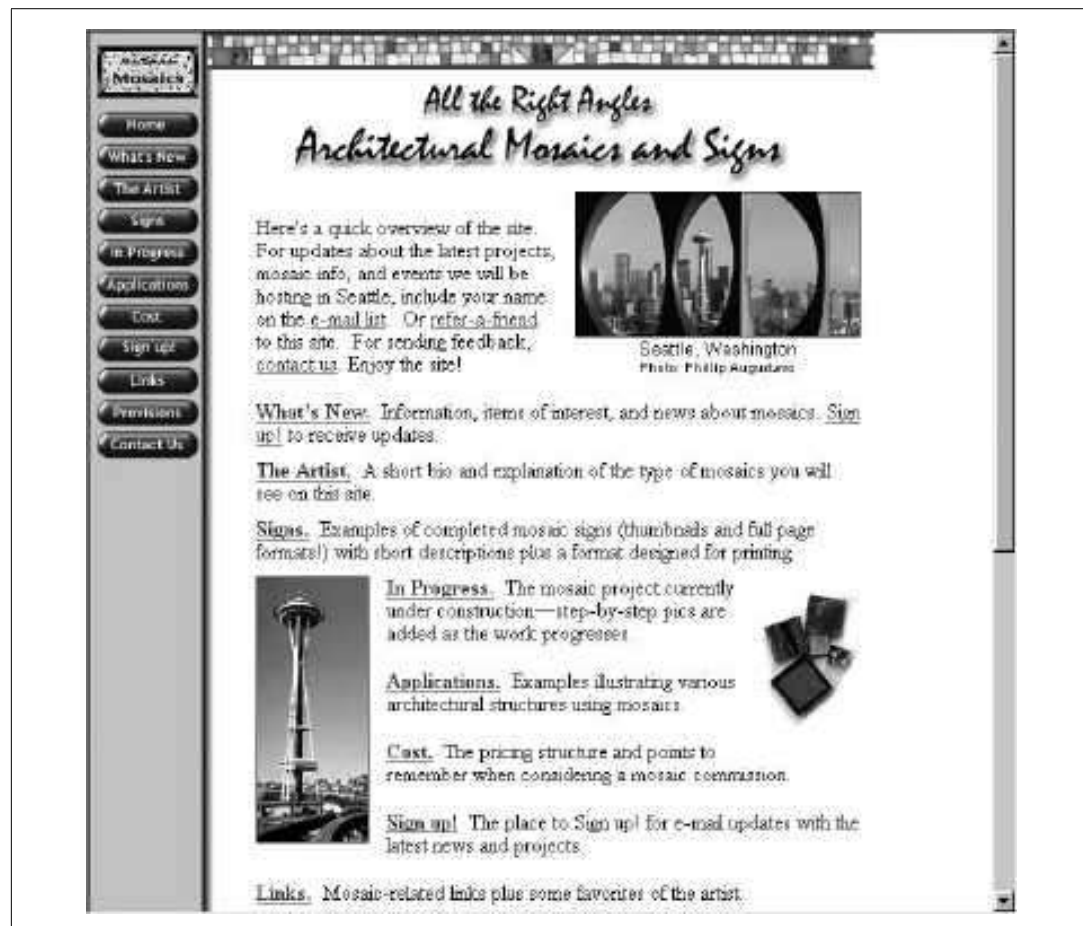 Mosaics
Home
What's New
The Artist
Signs
In Progress
Applications
Cost
Sign up!
Links
Provisions
Contact Us
All the Right Angles
Architectural Mosaics and Signs
Here's a quick overview of the site.
For updates about the latest projects,
mosaic info, and events we will be
hosting in Seattle, include your name
on the e-mail list. Or refer-a-friend
to this site. For sending feedback,
contact us. Enjoy the site!
Seattle, Washington
Photo: Phillip
What's New. Information, items of interest, and news about mosaics. Sign
up! to receive updates.
The Artist. A short bio and explanation of the type of mosaics you will
see on this site.
Signs. Examples of completed mosaic signs (thumbnails and full page
formats!) with short descriptions plus a format designed for printing.
In Progress. The mosaic project currently
under construction—step-by-step pics are
added as the work progresses.
Applications. Examples illustrating various
architectural structures using mosaics.
Cost. The pricing structure and points to
remember when considering a mosaic commission.
Sign up! The place to Sign up! for e-mail updates with the
latest news and projects.
Links. Mosaic-related links plus some favorites of the artist.